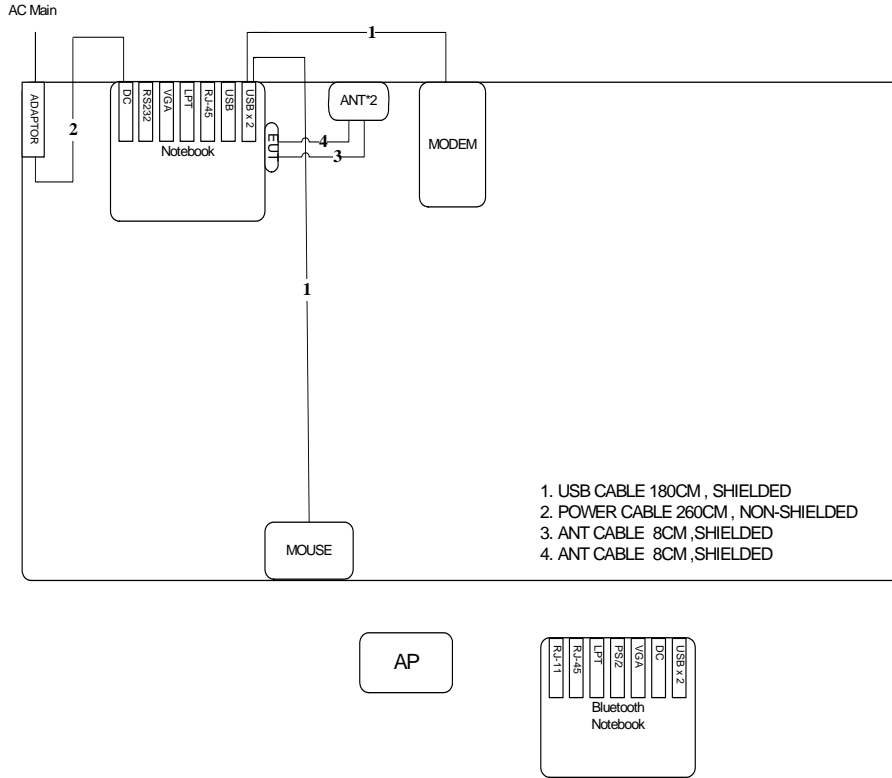 AC Main
1
ADAPTOR
2
DC
RS232
VGA
LPT
RJ-45
USB
USB x 2
Notebook
EUT
ANT*2
4
3
MODEM
1
MOUSE
1. USB CABLE 180CM , SHIELDED
2. POWER CABLE 260CM , NON-SHIELDED
3. ANT CABLE 8CM ,SHIELDED
4. ANT CABLE 8CM ,SHIELDED
AP
RJ-11
RJ-45
LPT
PS/2
VGA
DC
USB x 2
Bluetooth
Notebook